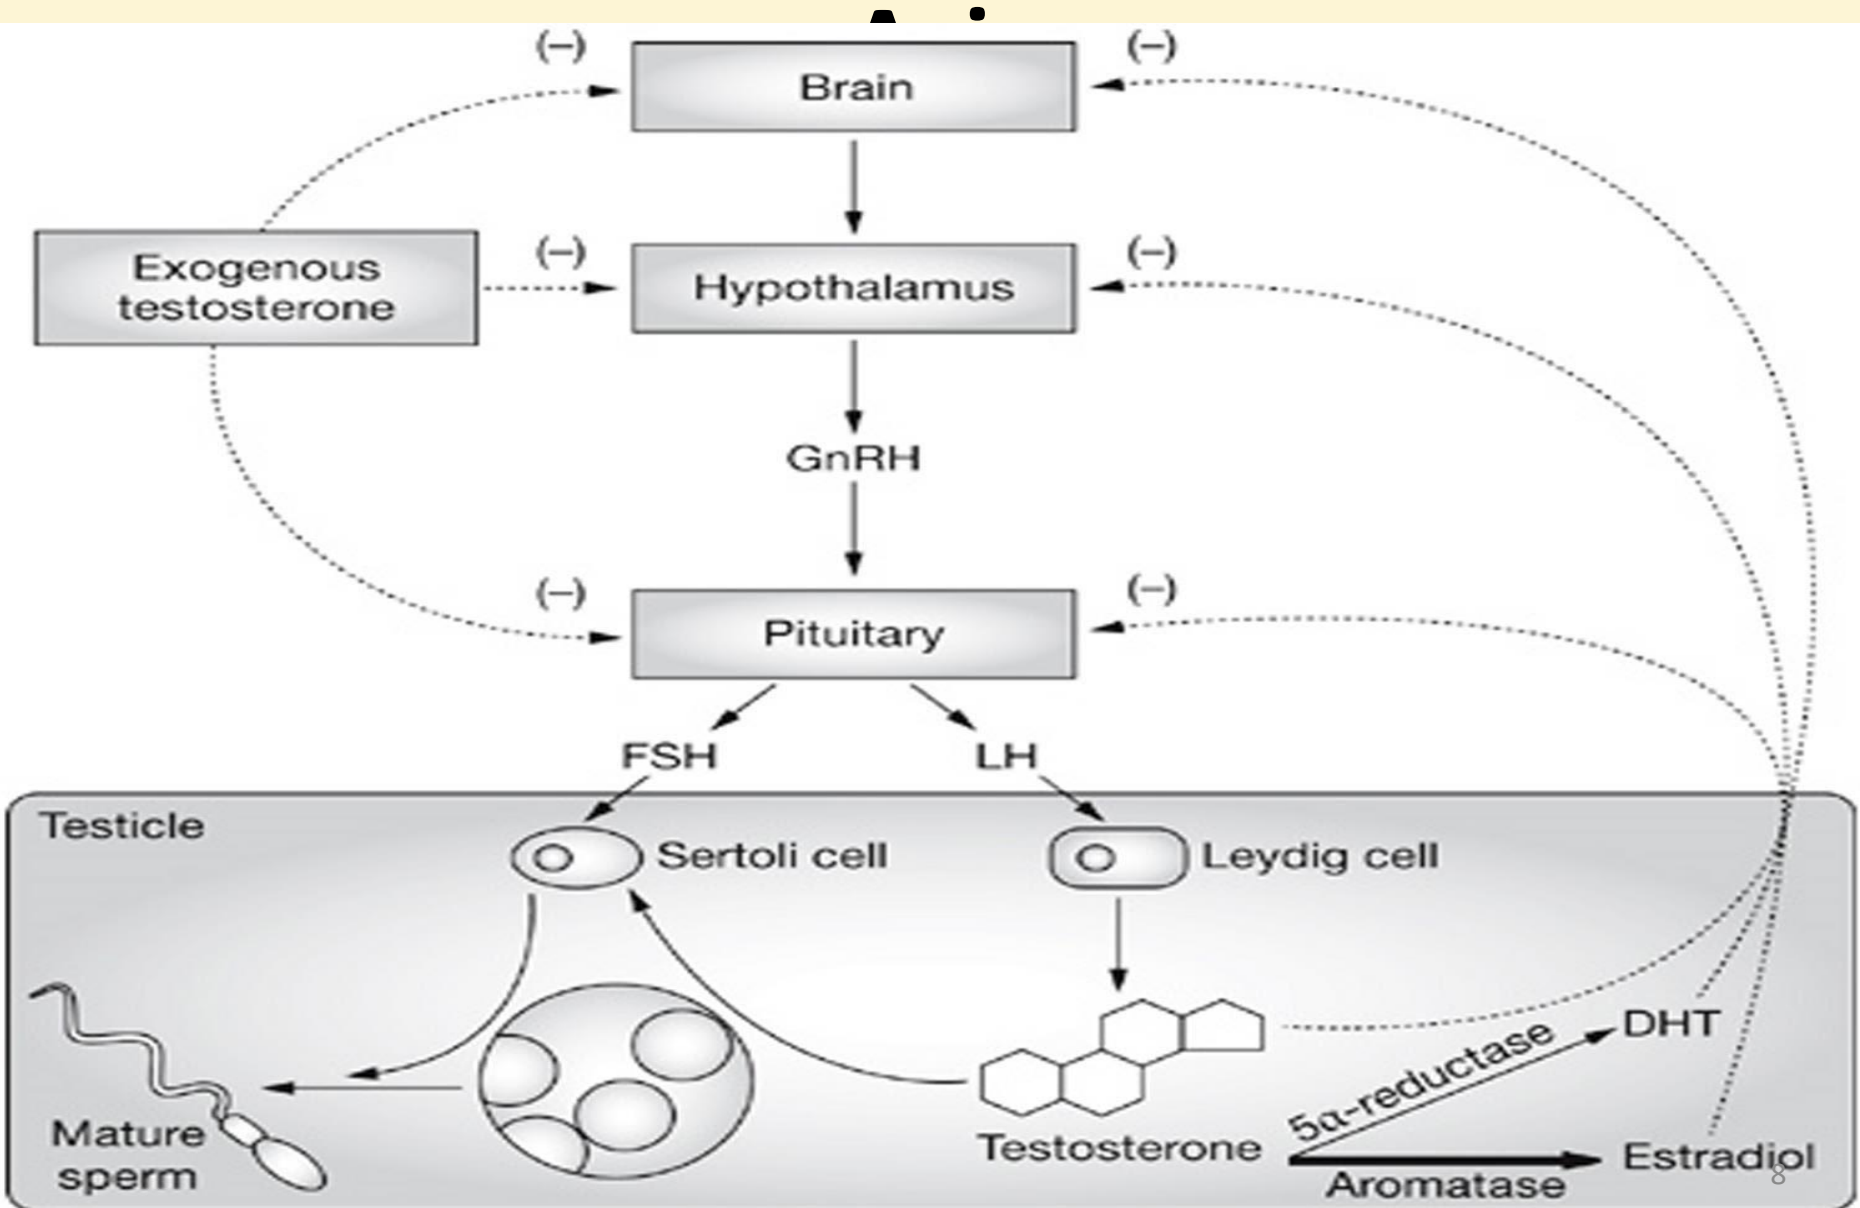 (–)
Brain
(–)
Exogenous
testosterone
(–)
Hypothalamus
(–)
GnRH
(–)
Pituitary
(–)
FSH
LH
Testicle
Sertoli cell
Leydig cell
Mature
sperm
Testosterone
5α-reductase
DHT
Aromatase
Estradiol
8